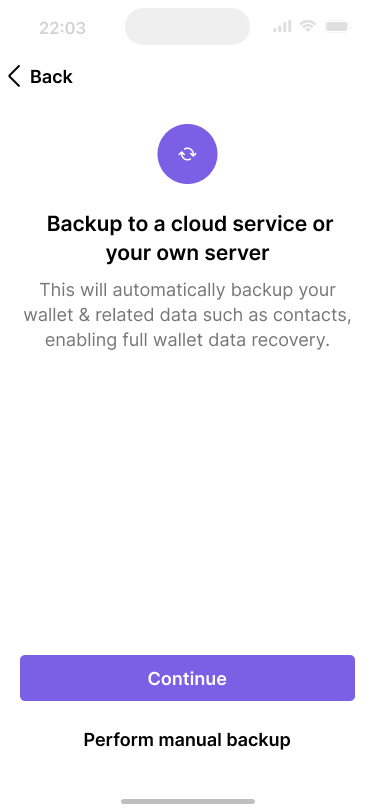 22:03
Back
Backup to a cloud service or
your own server
This will automatically backup your
wallet & related data such as contacts,
enabling full wallet data recovery.
Continue
Perform manual backup